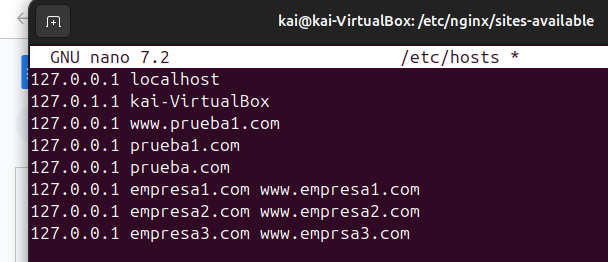 kai@kai-VirtualBox: /etc/nginx/sites-available
GNU nano 7.2 /etc/hosts *
127.0.0.1 localhost
127.0.1.1 kai-VirtualBox
127.0.0.1 www.prueba1.com
127.0.0.1 prueba1.com
127.0.0.1 prueba.com
127.0.0.1 empresa1.com www.empresa1.com
127.0.0.1 empresa2.com www.empresa2.com
127.0.0.1 empresa3.com www.emprsa3.com